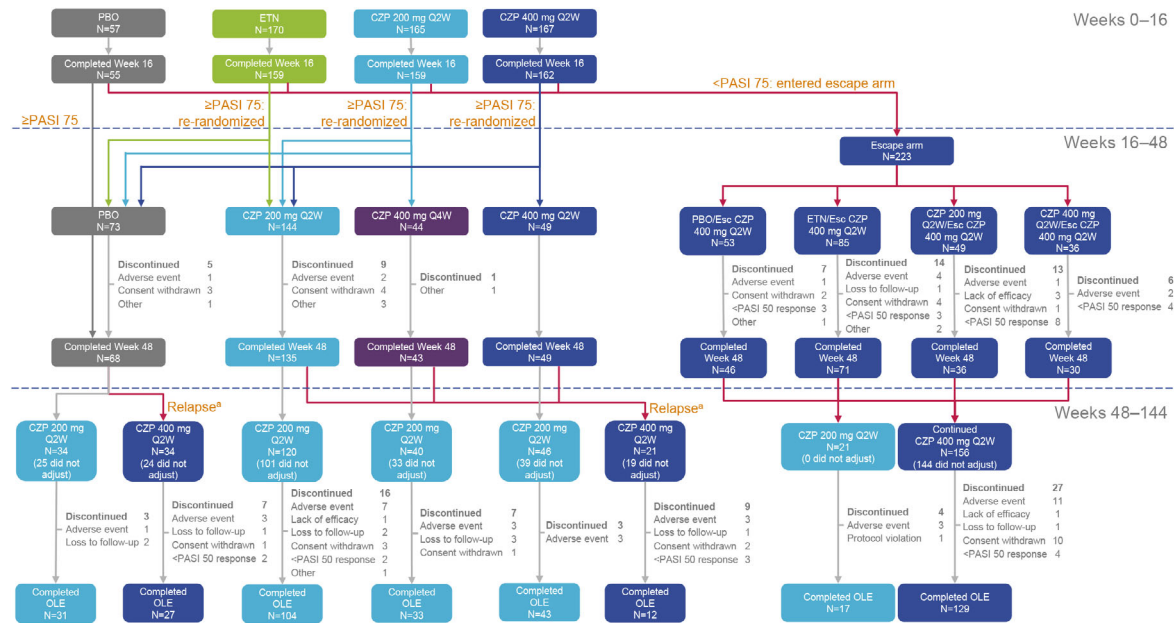 Weeks 0–16
PBO
N=57
ETN
N=170
CZP 200 mg Q2W
N=165
CZP 400 mg Q2W
N=167
Completed Week 16
N=55
Completed Week 16
N=159
Completed Week 16
N=159
Completed Week 16
N=162
<PASI 75: entered escape arm
≥PASI 75
≥PASI 75:
re-randomized
≥PASI 75:
re-randomized
≥PASI 75:
re-randomized
Weeks 16–48
Escape arm
N=223
PBO
N=73
CZP 200 mg Q2W
N=144
CZP 400 mg Q4W
N=44
CZP 400 mg Q2W
N=49
PBO/Esc CZP
400 mg Q2W
N=53
ETN/Esc CZP
400 mg Q2W
N=85
CZP 200 mg
Q2W/Esc CZP
400 mg Q2W
N=49
CZP 400 mg
Q2W/Esc CZP
400 mg Q2W
N=36
Discontinued 5
Adverse event 1
Consent withdrawn 3
Other 1
Discontinued 9
Adverse event 2
Consent withdrawn 4
Other 3
Discontinued 1
Other 1
Discontinued 7
Adverse event 1
Consent withdrawn 2
<PASI 50 response 3
Other 1
Discontinued 14
Adverse event 4
Loss to follow-up 1
Consent withdrawn 4
<PASI 50 response 3
Other 2
Discontinued 13
Adverse event 1
Lack of efficacy 3
Consent withdrawn 1
<PASI 50 response 8
Discontinued 6
Adverse event 2
<PASI 50 response 4
Completed Week 48
N=68
Completed Week 48
N=135
Completed Week 48
N=43
Completed Week 48
N=49
Completed
Week 48
N=46
Completed
Week 48
N=71
Completed
Week 48
N=36
Completed
Week 48
N=30
Weeks 48–144
Relapseª
Relapseª
CZP 200 mg
Q2W
N=34
(25 did not
adjust)
CZP 400 mg
Q2W
N=34
(24 did not
adjust)
CZP 200 mg
Q2W
N=120
(101 did not
adjust)
CZP 200 mg
Q2W
N=40
(33 did not
adjust)
CZP 200 mg
Q2W
N=46
(39 did not
adjust)
CZP 400 mg
Q2W
N=21
(19 did not
adjust)
CZP 200 mg Q2W
N=21
(0 did not adjust)
Continued
CZP 400 mg Q2W
N=156
(144 did not adjust)
Discontinued 3
Adverse event 1
Loss to follow-up 2
Discontinued 7
Adverse event 3
Loss to follow-up 1
Consent withdrawn 1
<PASI 50 response 2
Discontinued 16
Adverse event 7
Lack of efficacy 1
Loss to follow-up 2
Consent withdrawn 3
<PASI 50 response 2
Other 1
Discontinued 7
Adverse event 3
Loss to follow-up 3
Consent withdrawn 1
Discontinued 3
Adverse event 3
Discontinued 9
Adverse event 3
Loss to follow-up 1
Consent withdrawn 2
<PASI 50 response 3
Discontinued 4
Adverse event 3
Protocol violation 1
Discontinued 27
Adverse event 11
Lack of efficacy 1
Loss to follow-up 1
Consent withdrawn 10
<PASI 50 response 4
Completed
OLE
N=31
Completed
OLE
N=27
Completed
OLE
N=104
Completed
OLE
N=33
Completed
OLE
N=43
Completed
OLE
N=12
Completed OLE
N=17
Completed OLE
N=129